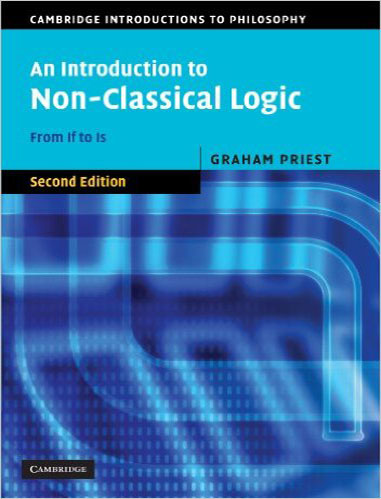 CAMBRIDGE INTRODUCTIONS TO PHILOSOPHY
An Introduction to
Non-Classical Logic
From If to Is
GRAHAM PRIEST
Second Edition
CAMBRIDGE